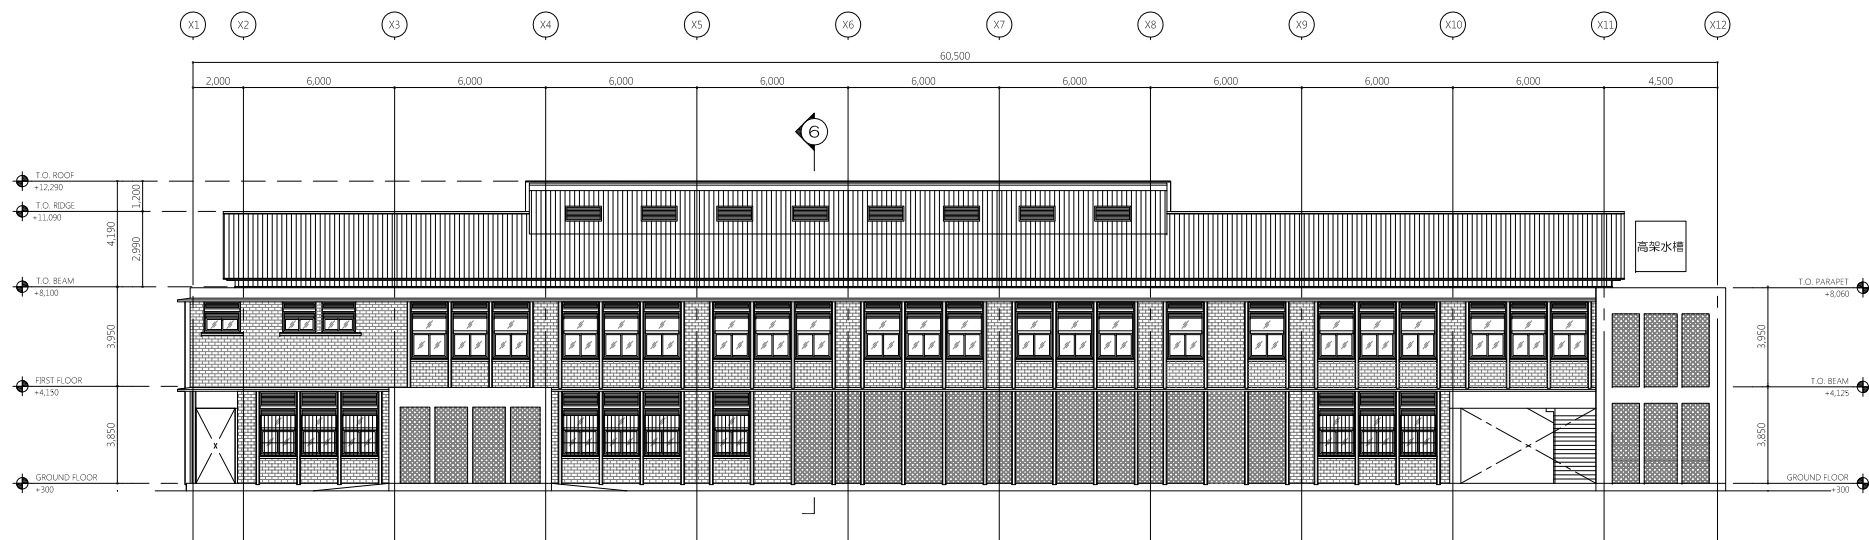 X1 X2 X3 X4 X5 X6 X7 X8 X9 X10 X11 X12
60,500
2,000 6,000 6,000 6,000 6,000 6,000 6,000 6,000 6,000 6,000 4,500
6
T.O. ROOF
+12,290
1,200
T.O. RIDGE
+11,090
4,190
2,990
高架水槽
T.O. BEAM
+8,100
T.O. PARAPET
+8,060
3,950
3,950
FIRST FLOOR
+4,150
T.O. BEAM
+4,125
3,850
3,850
X
X
GROUND FLOOR
+300
GROUND FLOOR
+300